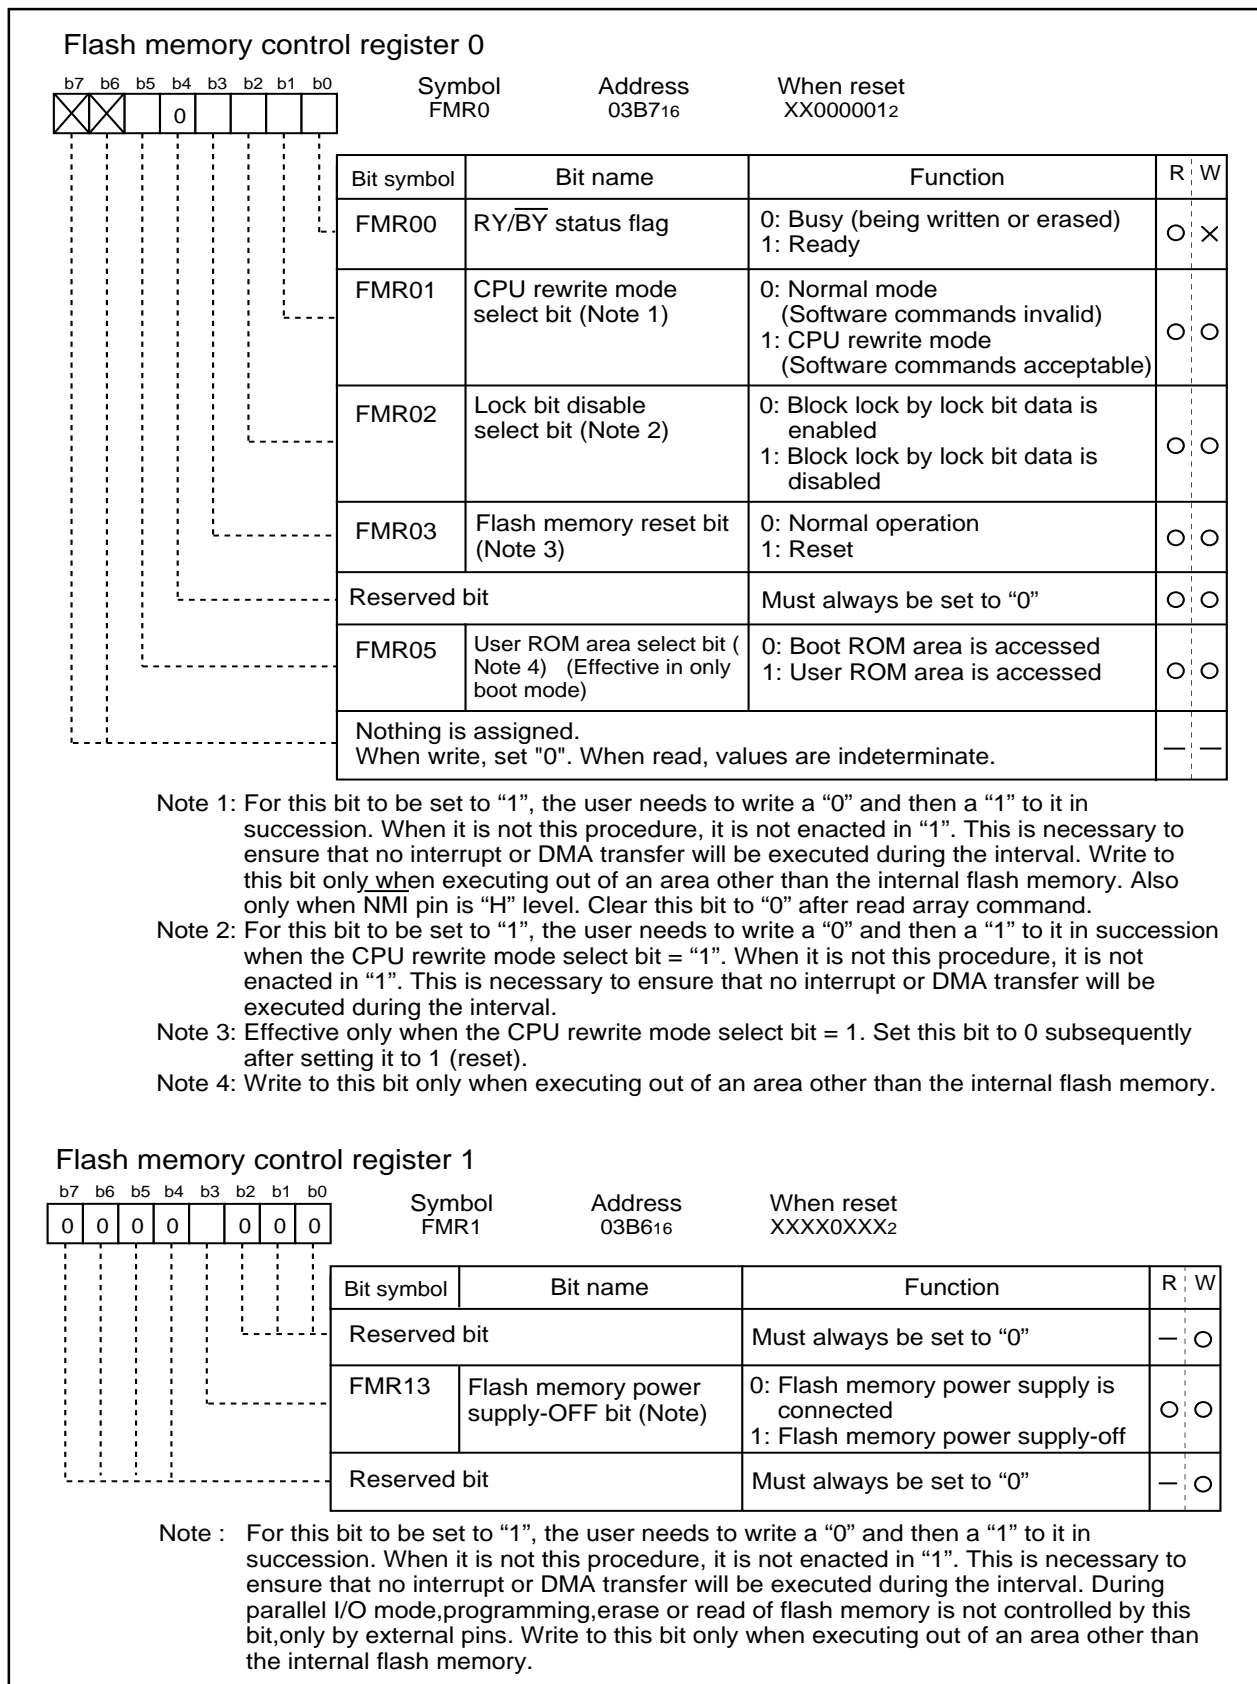 Flash memory control register 0
b7 b6 b5 b4 b3 b2 b1 b0
0
Symbol Address When reset
FMR0 03B716 XX0000012
Bit symbol Bit name Function R W
FMR00 RY/BY status flag 0: Busy (being written or erased)
1: Ready
FMR01 CPU rewrite mode 0: Normal mode
select bit (Note 1) (Software commands invalid)
1: CPU rewrite mode
(Software commands acceptable)
FMR02 Lock bit disable 0: Block lock by lock bit data is
select bit (Note 2) enabled
1: Block lock by lock bit data is
disabled
FMR03 Flash memory reset bit 0: Normal operation
(Note 3) 1: Reset
Reserved bit Must always be set to “0”
FMR05 User ROM area select bit ( 0: Boot ROM area is accessed
Note 4) (Effective in only 1: User ROM area is accessed
boot mode)
Nothing is assigned.
When write, set "0". When read, values are indeterminate.
Note 1: For this bit to be set to “1”, the user needs to write a “0” and then a “1” to it in
succession. When it is not this procedure, it is not enacted in “1”. This is necessary to
ensure that no interrupt or DMA transfer will be executed during the interval. Write to
this bit only when executing out of an area other than the internal flash memory. Also
only when NMI pin is “H” level. Clear this bit to “0” after read array command.
Note 2: For this bit to be set to “1”, the user needs to write a “0” and then a “1” to it in succession
when the CPU rewrite mode select bit = “1”. When it is not this procedure, it is not
enacted in “1”. This is necessary to ensure that no interrupt or DMA transfer will be
executed during the interval.
Note 3: Effective only when the CPU rewrite mode select bit = 1. Set this bit to 0 subsequently
after setting it to 1 (reset).
Note 4: Write to this bit only when executing out of an area other than the internal flash memory.
Flash memory control register 1
b7 b6 b5 b4 b3 b2 b1 b0
0 0 0 0 0 0 0
Symbol Address When reset
FMR1 03B616 XXXX0XXX2
Bit symbol Bit name Function R W
Reserved bit Must always be set to “0”
FMR13 Flash memory power 0: Flash memory power supply is
supply-OFF bit (Note) connected
1: Flash memory power supply-off
Reserved bit Must always be set to “0”
Note : For this bit to be set to “1”, the user needs to write a “0” and then a “1” to it in
succession. When it is not this procedure, it is not enacted in “1”. This is necessary to
ensure that no interrupt or DMA transfer will be executed during the interval. During
parallel I/O mode,programming,erase or read of flash memory is not controlled by this
bit,only by external pins. Write to this bit only when executing out of an area other than
the internal flash memory.